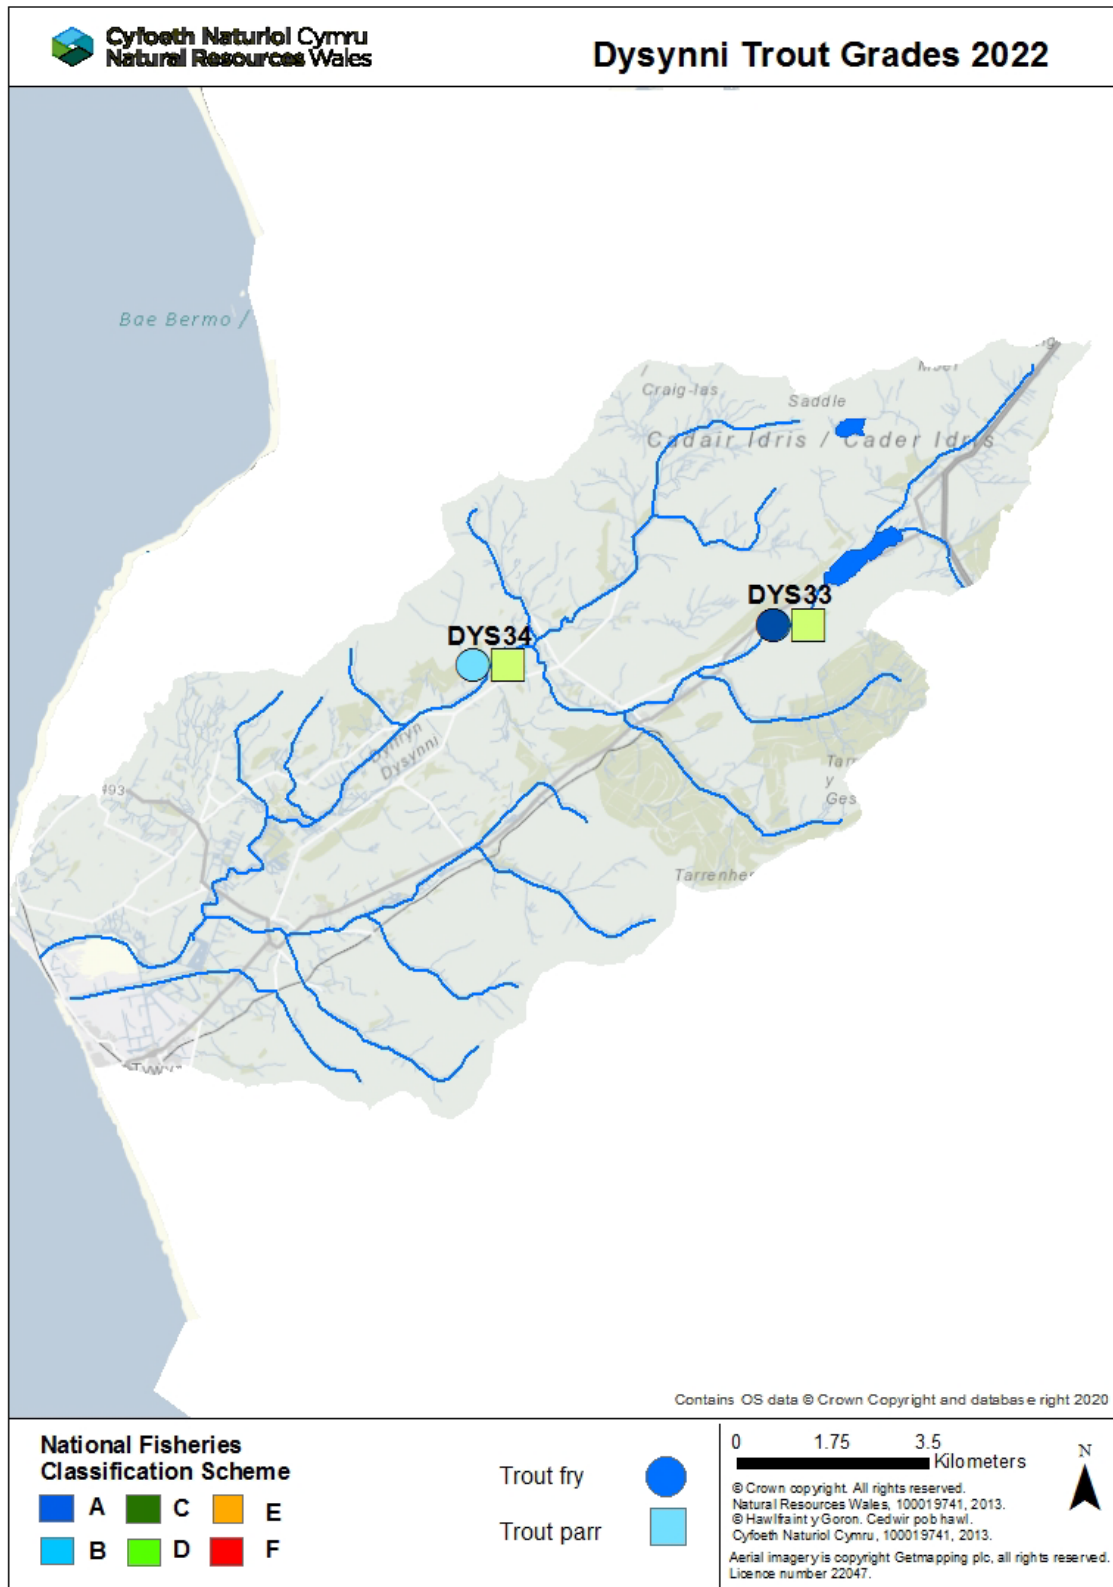 Cyfoeth Naturiol Cymru
Natural Resources Wales
Dysynni Trout Grades 2022
Bae Bermo /
Craig-las
Saddle
Cadair Idris / Cader Idris
DYS33
DYS34
Dyffryn
Dysynni
y
493
Contains OS data © Crown Copyright and database right 2020
National Fisheries
Classification Scheme
A C E
B D F
Trout fry
Trout parr
0 1.75 3.5
Kilometers
N
© Crown copyright. All rights reserved.
Natural Resources Wales, 100019741, 2013.
© Hawlfraint y Goron. Cedwir pob hawl.
Cyfoeth Naturiol Cymru, 100019741, 2013.
Aerial imagery is copyright Getmapping plc, all rights reserved.
Licence number 22047.